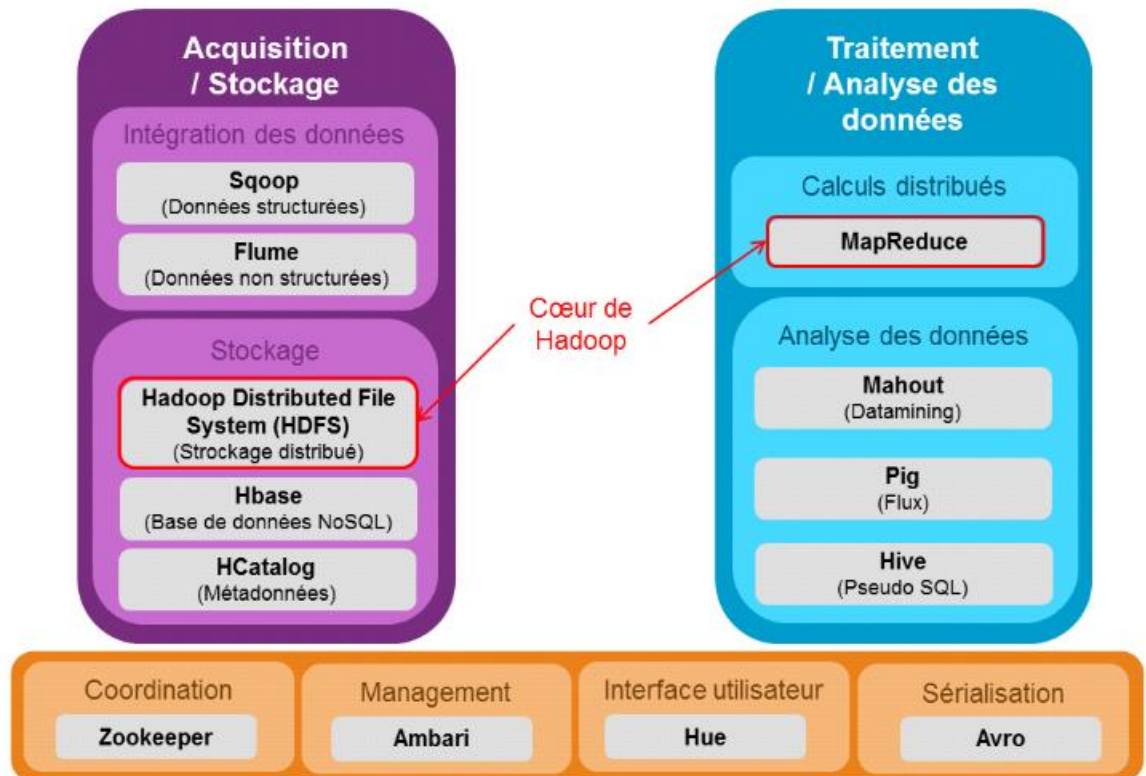 Acquisition
/ Stockage
Intégration des données
Sqoop
(Données structurées)
Flume
(Données non structurées)
Stockage
Hadoop Distributed File
System (HDFS)
(Strockage distribué)
Hbase
(Base de données NoSQL)
HCatalog
(Métadonnées)
Cœur de
Hadoop
Traitement
/ Analyse des
données
Calculs distribués
MapReduce
Analyse des données
Mahout
(Datamining)
Pig
(Flux)
Hive
(Pseudo SQL)
Coordination
Zookeeper
Management
Ambari
Interface utilisateur
Hue
Sérialisation
Avro